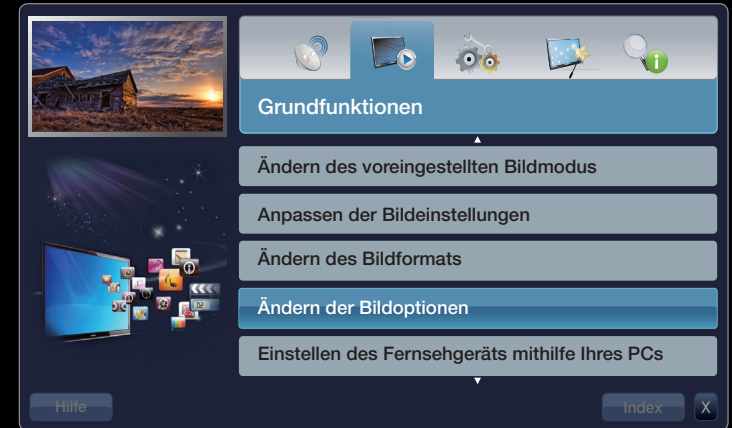 Grundfunktionen
Ändern des voreingestellten Bildmodus
Anpassen der Bildeinstellungen
Ändern des Bildformats
Ändern der Bildoptionen
Einstellen des Fernsehgeräts mithilfe Ihres PCs
Hilfe
Index X